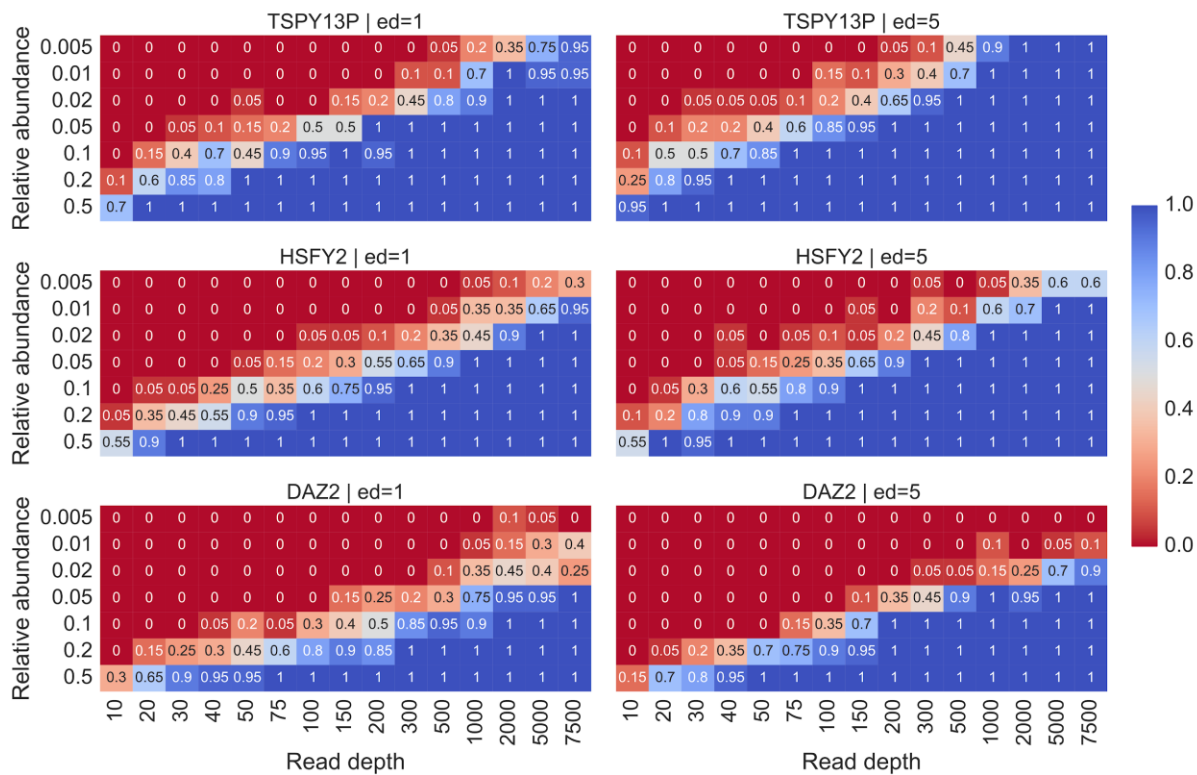 TSPY13P | ed=1
Relative abundance
0.005 0 0 0 0 0 0 0 0 0 0 0.05 0.2 0.35 0.75 0.95
0.01 0 0 0 0 0 0 0 0 0 0.1 0.1 0.7 1 0.95 0.95
0.02 0 0 0 0 0.05 0 0 0.15 0.2 0.45 0.8 0.9 1 1 1
0.05 0 0 0.05 0.1 0.15 0.2 0.5 0.5 1 1 1 1 1 1 1
0.1 0 0.15 0.4 0.7 0.45 0.9 0.95 1 0.95 1 1 1 1 1 1
0.2 0.1 0.6 0.85 0.8 1 1 1 1 1 1 1 1 1 1 1
0.5 0.7 1 1 1 1 1 1 1 1 1 1 1 1 1 1
TSPY13P | ed=5
0 0 0 0 0 0 0 0 0.05 0.1 0.45 0.9 1 1 1
0 0 0 0 0 0 0.15 0.1 0.3 0.4 0.7 1 1 1 1
0 0 0.05 0.05 0.05 0.1 0.2 0.4 0.65 0.95 1 1 1 1 1
0 0.1 0.2 0.2 0.4 0.6 0.85 0.95 1 1 1 1 1 1 1
0.1 0.5 0.5 0.7 0.85 1 1 1 1 1 1 1 1 1 1
0.25 0.8 0.95 1 1 1 1 1 1 1 1 1 1 1 1
0.95 1 1 1 1 1 1 1 1 1 1 1 1 1 1
HSFY2 | ed=1
Relative abundance
0.005 0 0 0 0 0 0 0 0 0 0 0 0.05 0.1 0.2 0.3
0.01 0 0 0 0 0 0 0 0 0 0 0.05 0.35 0.35 0.65 0.95
0.02 0 0 0 0 0 0 0.05 0.05 0.1 0.2 0.35 0.45 0.9 1 1
0.05 0 0 0 0 0.05 0.15 0.2 0.3 0.55 0.65 0.9 1 1 1 1
0.1 0 0.05 0.05 0.25 0.5 0.35 0.6 0.75 0.95 1 1 1 1 1 1
0.2 0.05 0.35 0.45 0.55 0.9 0.95 1 1 1 1 1 1 1 1 1
0.5 0.55 0.9 1 1 1 1 1 1 1 1 1 1 1 1 1
HSFY2 | ed=5
0 0 0 0 0 0 0 0 0 0.05 0 0.05 0.35 0.6 0.6
0 0 0 0 0 0 0 0.05 0 0.2 0.1 0.6 0.7 1 1
0 0 0 0.05 0 0.05 0.1 0.05 0.2 0.45 0.8 1 1 1 1
0 0 0 0.05 0.15 0.25 0.35 0.65 0.9 1 1 1 1 1 1
0 0.05 0.3 0.6 0.55 0.8 0.9 1 1 1 1 1 1 1 1
0.1 0.2 0.8 0.9 0.9 1 1 1 1 1 1 1 1 1 1
0.55 1 0.95 1 1 1 1 1 1 1 1 1 1 1 1
DAZ2 | ed=1
Relative abundance
0.005 0 0 0 0 0 0 0 0 0 0 0 0 0.1 0.05 0
0.01 0 0 0 0 0 0 0 0 0 0 0 0.05 0.15 0.3 0.4
0.02 0 0 0 0 0 0 0 0 0 0 0.1 0.35 0.45 0.4 0.25
0.05 0 0 0 0 0 0 0 0.15 0.25 0.2 0.3 0.75 0.95 0.95 1
0.1 0 0 0 0.05 0.2 0.05 0.3 0.4 0.5 0.85 0.95 0.9 1 1 1
0.2 0 0.15 0.25 0.3 0.45 0.6 0.8 0.9 0.85 1 1 1 1 1 1
0.5 0.3 0.65 0.9 0.95 0.95 1 1 1 1 1 1 1 1 1 1
10 20 30 40 50 75 100 150 200 300 500 1000 2000 5000 7500
Read depth
DAZ2 | ed=5
0 0 0 0 0 0 0 0 0 0 0 0 0 0 0
0 0 0 0 0 0 0 0 0 0 0 0.1 0 0.05 0.1
0 0 0 0 0 0 0 0 0 0.05 0.05 0.15 0.25 0.7 0.9
0 0 0 0 0 0 0 0.1 0.35 0.45 0.9 1 0.95 1 1
0 0 0 0 0 0.15 0.35 0.7 1 1 1 1 1 1 1
0 0.05 0.2 0.35 0.7 0.75 0.9 0.95 1 1 1 1 1 1 1
0.15 0.7 0.8 0.95 1 1 1 1 1 1 1 1 1 1 1
10 20 30 40 50 75 100 150 200 300 500 1000 2000 5000 7500
Read depth
1.0
0.8
0.6
0.4
0.2
0.0